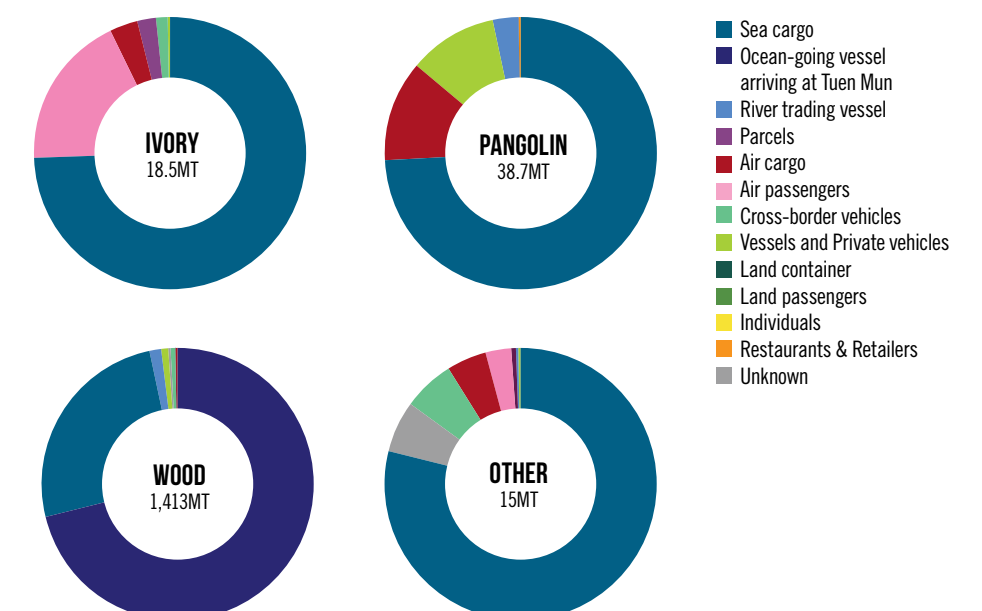 IVORY
18.5MT
PANGOLIN
38.7MT
WOOD
1,413MT
OTHER
15MT
Sea cargo
Ocean-going vessel
arriving at Tuen Mun
River trading vessel
Parcels
Air cargo
Air passengers
Cross-border vehicles
Vessels and Private vehicles
Land container
Land passengers
Individuals
Restaurants & Retailers
Unknown